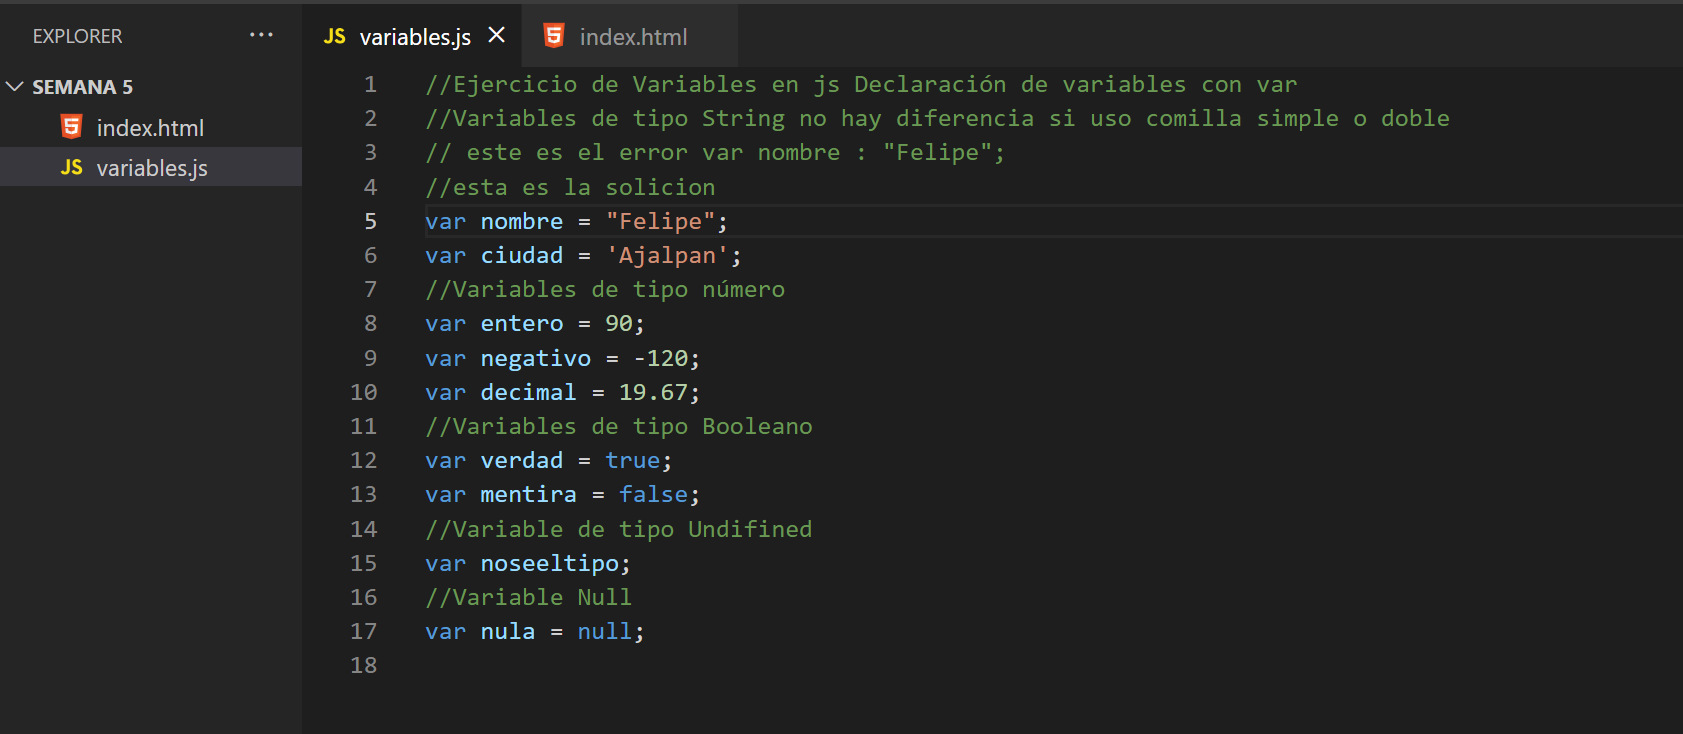 EXPLORER ...
SEMANA 5
index.html
JS variables.js
JS variables.js × index.html
1 //Ejercicio de Variables en js Declaración de variables con var
2 //Variables de tipo String no hay diferencia si uso comilla simple o doble
3 // este es el error var nombre : "Felipe";
4 //esta es la solicion
5 var nombre = "Felipe";
6 var ciudad = 'Ajalpan';
7 //Variables de tipo número
8 var entero = 90;
9 var negativo = -120;
10 var decimal = 19.67;
11 //Variables de tipo Booleano
12 var verdad = true;
13 var mentira = false;
14 //Variable de tipo Undifined
15 var noseeltipo;
16 //Variable Null
17 var nula = null;
18